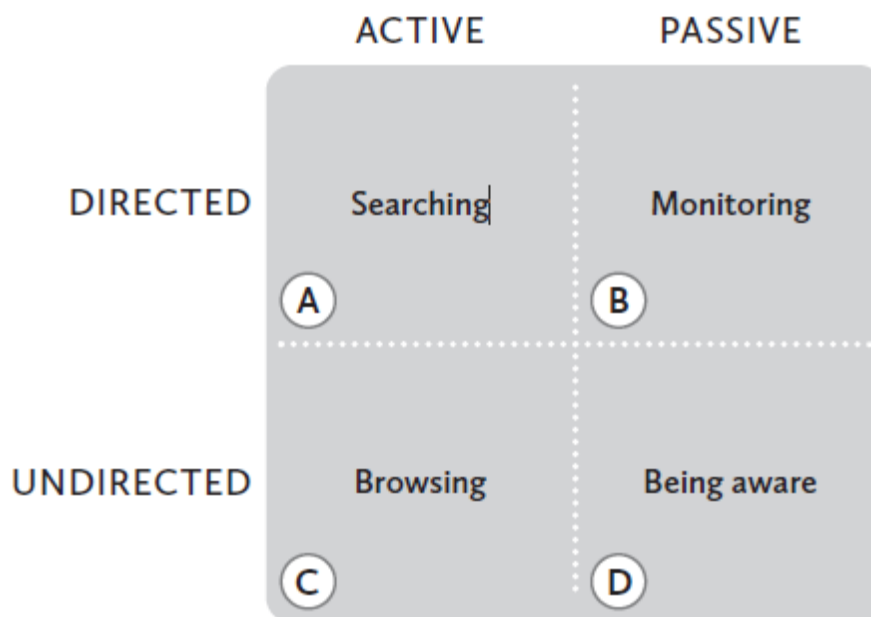 ACTIVE PASSIVE
DIRECTED Searching Monitoring
A B
UNDIRECTED Browsing Being aware
C D